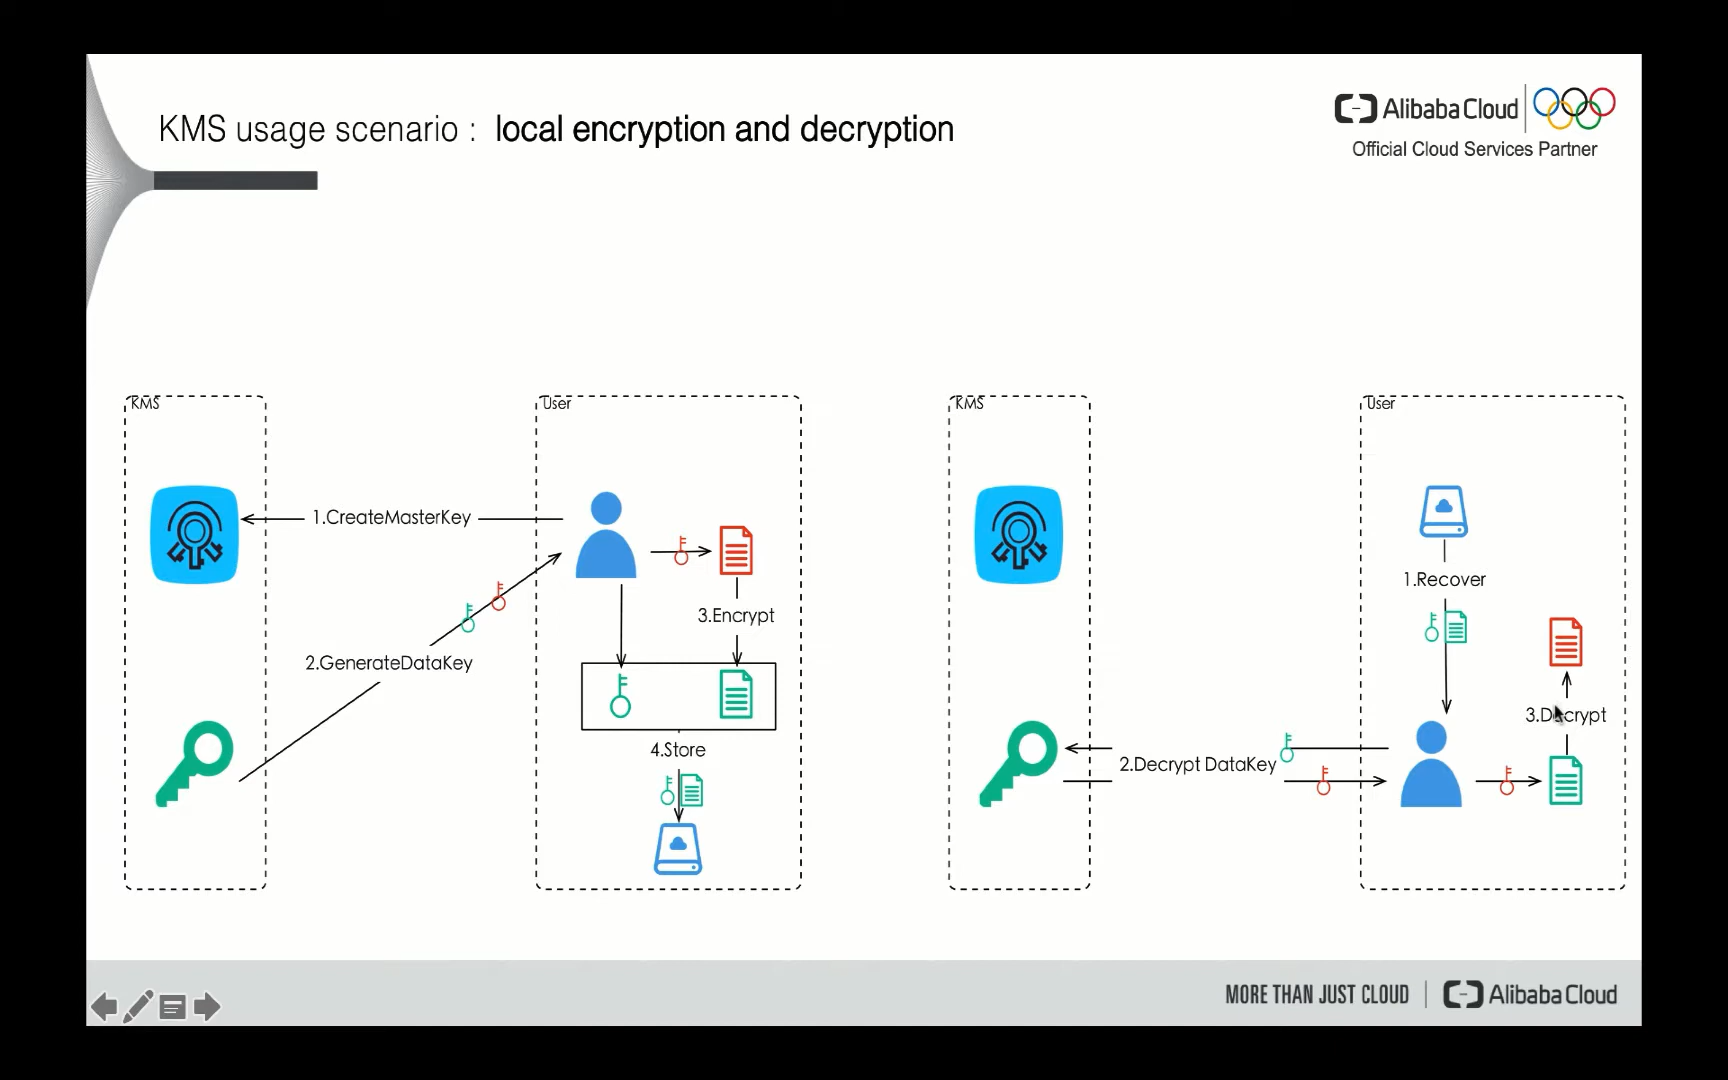 KMS usage scenario : local encryption and decryption
Alibaba Cloud
Official Cloud Services Partner
KMS
User
1.CreateMasterKey
2.GenerateDataKey
3.Encrypt
4.Store
KMS
User
1.Recover
2.Decrypt DataKey
3.Decrypt
MORE THAN JUST CLOUD
Alibaba Cloud